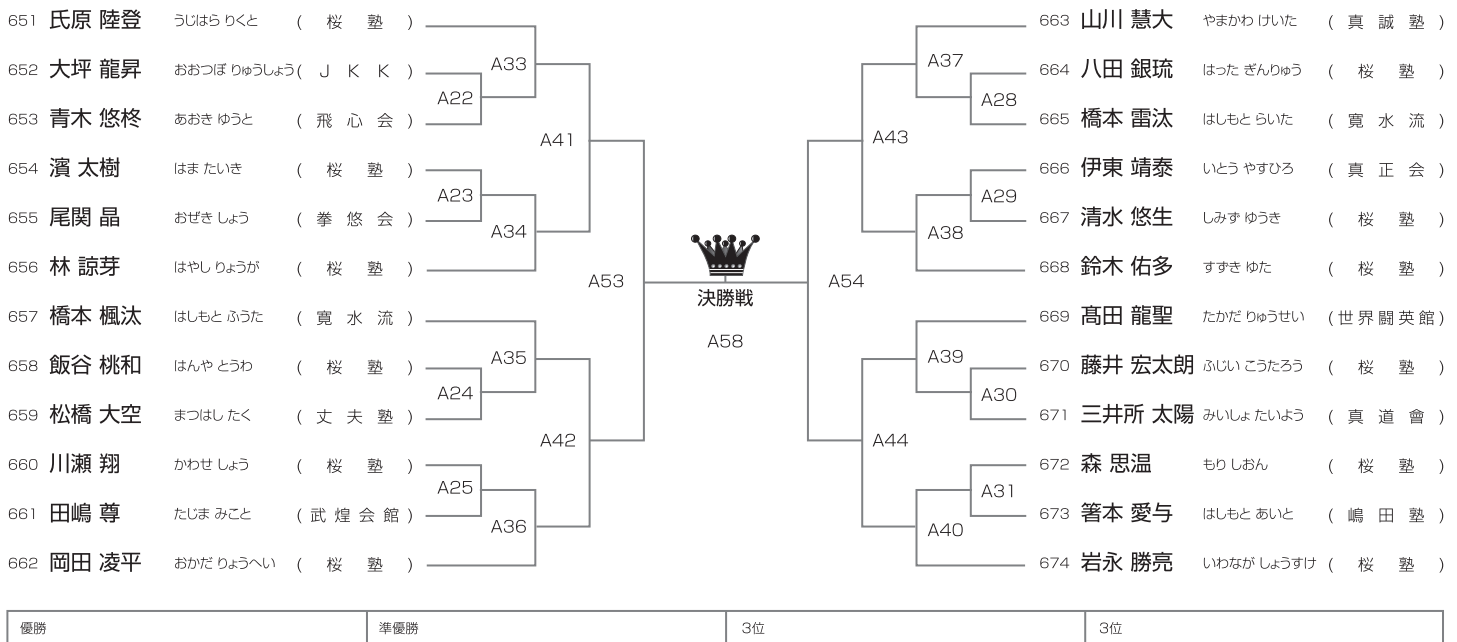 651 氏原 陸登 うじはら りくと ( 桜 塾 )
652 大坪 龍昇 おおつぼ りゅうしょう ( J K K )
653 青木 悠柊 あおき ゆうと ( 飛 心 会 )
654 濱 太樹 はま たいき ( 桜 塾 )
655 尾関 晶 おぜき しょう ( 拳 悠 会 )
656 林 諒芽 はやし りょうが ( 桜 塾 )
657 橋本 楓汰 はしもと ふうた ( 寛 水 流 )
658 飯谷 桃和 はんや とうわ ( 桜 塾 )
659 松橋 大空 まつはし たく ( 丈 夫 塾 )
660 川瀬 翔 かわせ しょう ( 桜 塾 )
661 田嶋 尊 たじま みこと ( 武 煌 会 館 )
662 岡田 凌平 おかだ りょうへい ( 桜 塾 )
A33
A22
A41
A23
A34
A53
A35
A24
A42
A25
A36
決勝戦
A58
A37
A28
A43
A29
A38
A54
A39
A30
A44
A31
A40
663 山川 慧大 やまかわ けいた ( 真 誠 塾 )
664 八田 銀琉 はった ぎんりゅう ( 桜 塾 )
665 橋本 雷汰 はしもと らいた ( 寛 水 流 )
666 伊東 靖泰 いとう やすひろ ( 真 正 会 )
667 清水 悠生 しみず ゆうき ( 桜 塾 )
668 鈴木 佑多 すずき ゆた ( 桜 塾 )
669 髙田 龍聖 たかだ りゅうせい ( 世 界 闘 英 館 )
670 藤井 宏太朗 ふじい こうたろう ( 桜 塾 )
671 三井所 太陽 みいしょ たいよう ( 真 道 會 )
672 森 思温 もり しおん ( 桜 塾 )
673 箸本 愛与 はしもと あいと ( 嶋 田 塾 )
674 岩永 勝亮 いわなが しょうすけ ( 桜 塾 )
優勝 準優勝 3位 3位